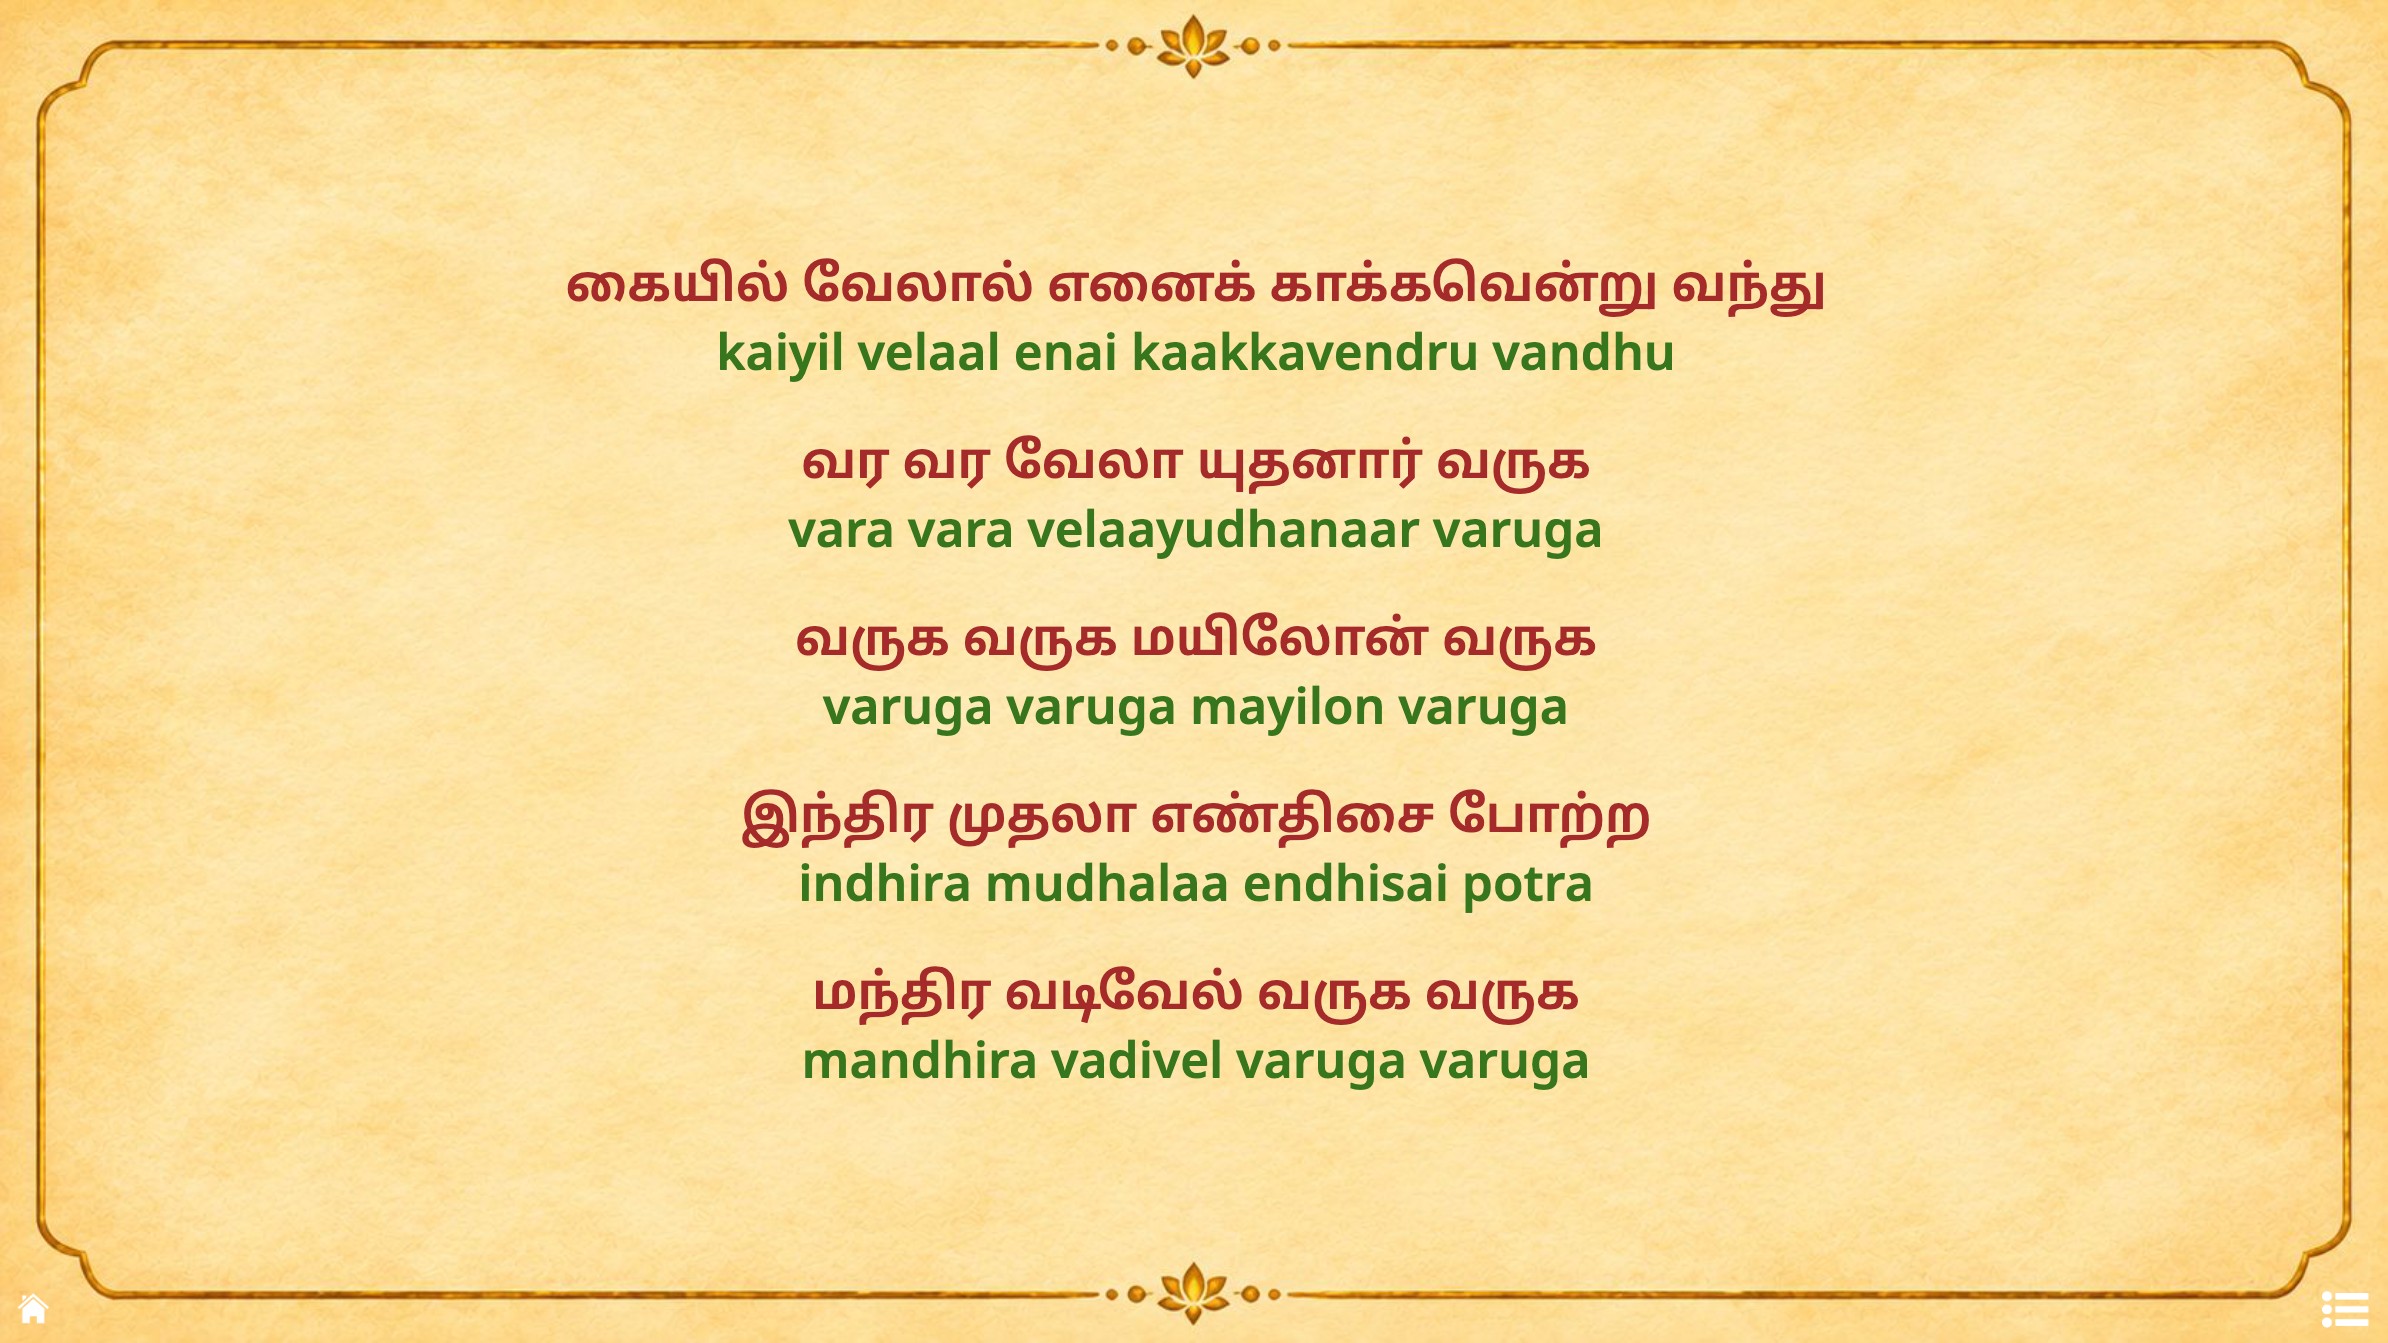 கையில் வேலால் எனைக் காக்கவென்று வந்து
kaiyil velaal enai kaakkavendru vandhu
வர வர வேலா யுதனார் வருக
vara vara velaayudhanaar varuga
வருக வருக மயிலோன் வருக
varuga varuga mayilon varuga
இந்திர முதலா எண்திசை போற்ற
indhira mudhalaa endhisai potra
மந்திர வடிவேல் வருக வருக
mandhira vadivel varuga varuga